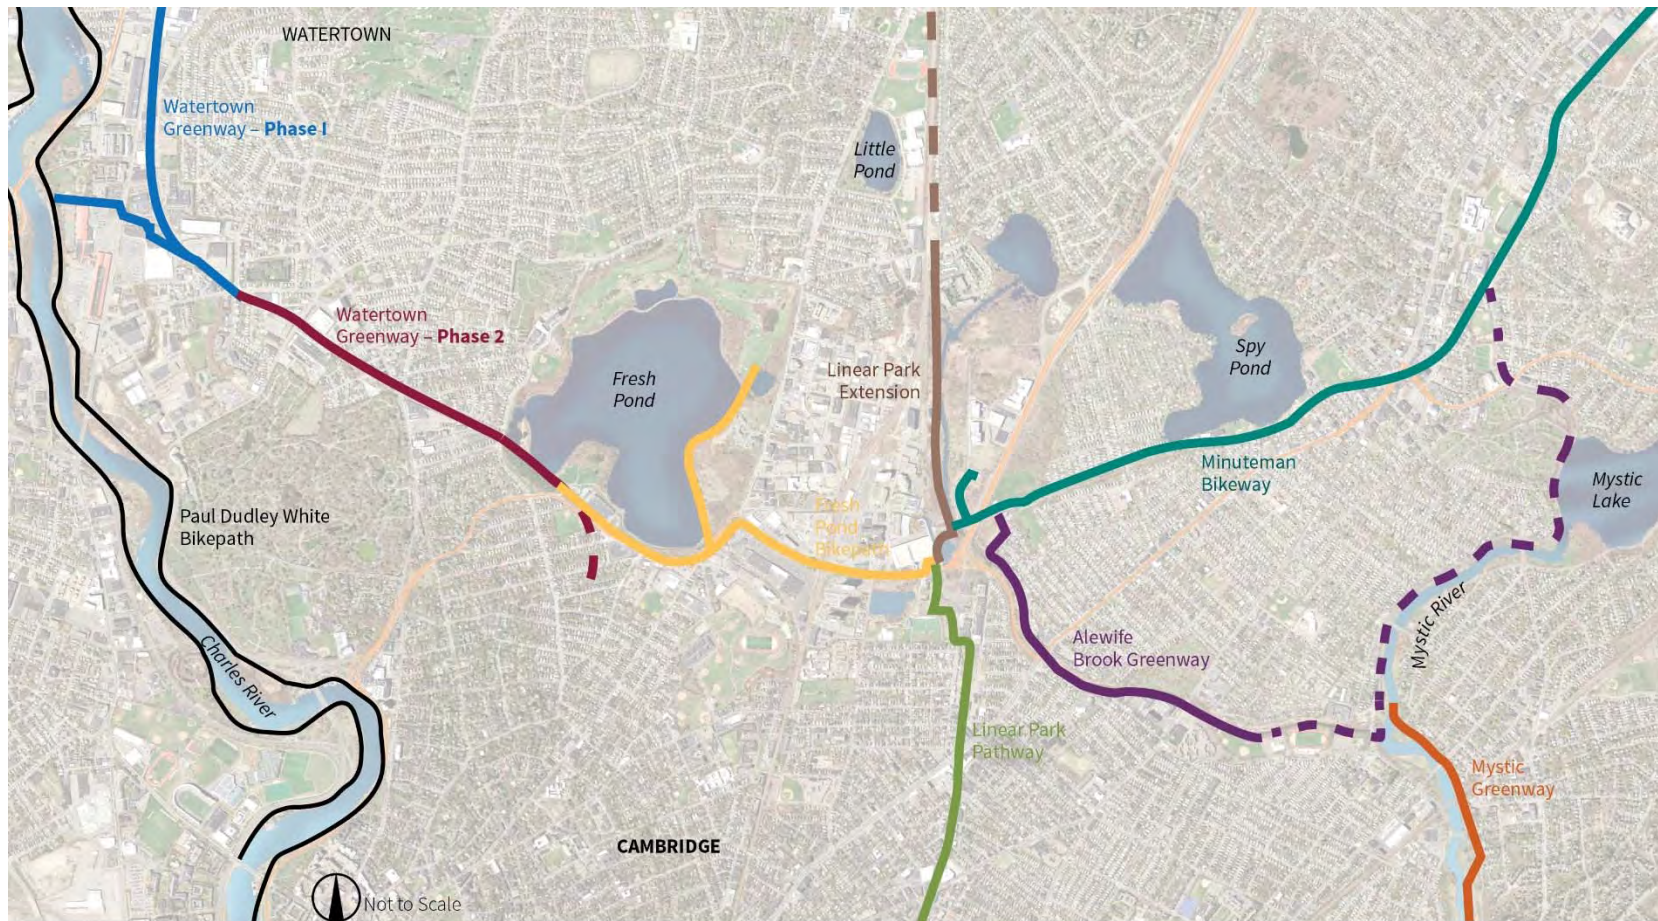 WATERTOWN
Watertown
Greenway – Phase I
Little
Pond
Watertown
Greenway – Phase 2
Fresh
Pond
Linear Park
Extension
Spy
Pond
Minuteman
Bikeway
Mystic
Lake
Paul Dudley White
Bikepath
Fresh
Pond
Bikepath
Mystic River
Charles River
Alewife
Brook Greenway
Linear Park
Pathway
Mystic
Greenway
CAMBRIDGE
Not to Scale